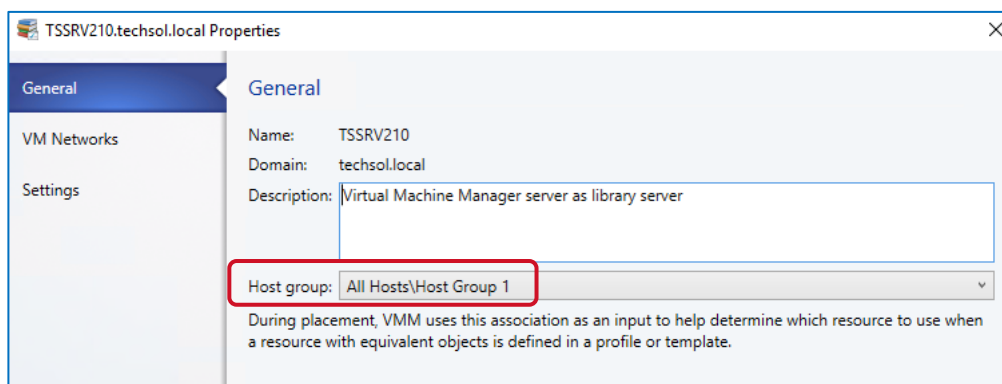 TSSRV210.techsol.local Properties
General
VM Networks
Settings
General
Name: TSSRV210
Domain: techsol.local
Description: Virtual Machine Manager server as library server
Host group: All Hosts\Host Group 1
During placement, VMM uses this association as an input to help determine which resource to use when
a resource with equivalent objects is defined in a profile or template.